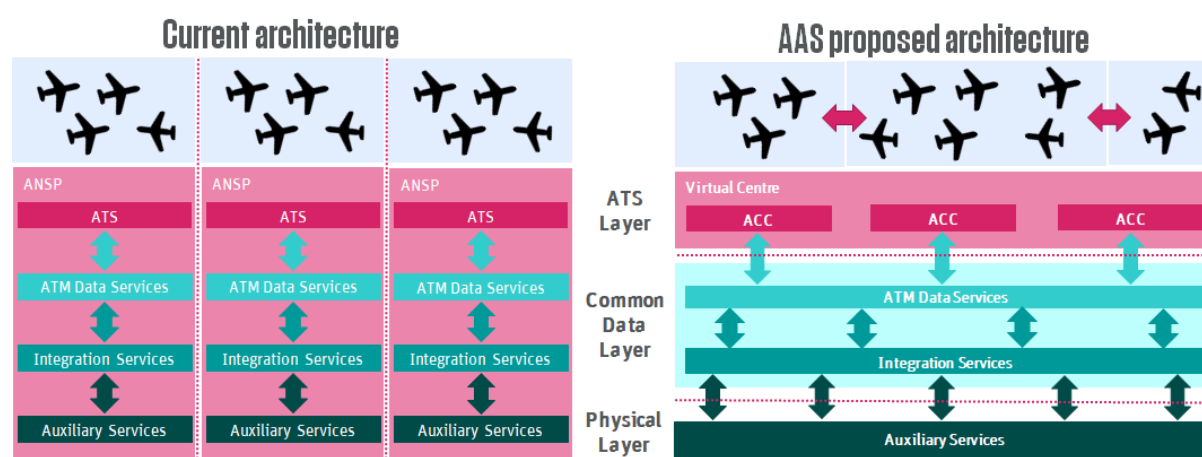 Current architecture
AAS proposed architecture
ANSP
ANSP
ANSP
ATS
ATS
ATS
ATM Data Services
ATM Data Services
ATM Data Services
Integration Services
Integration Services
Integration Services
Auxiliary Services
Auxiliary Services
Auxiliary Services
ATS
Layer
Common
Data
Layer
Physical
Layer
Virtual Centre
ACC
ACC
ACC
ATM Data Services
Integration Services
Auxiliary Services